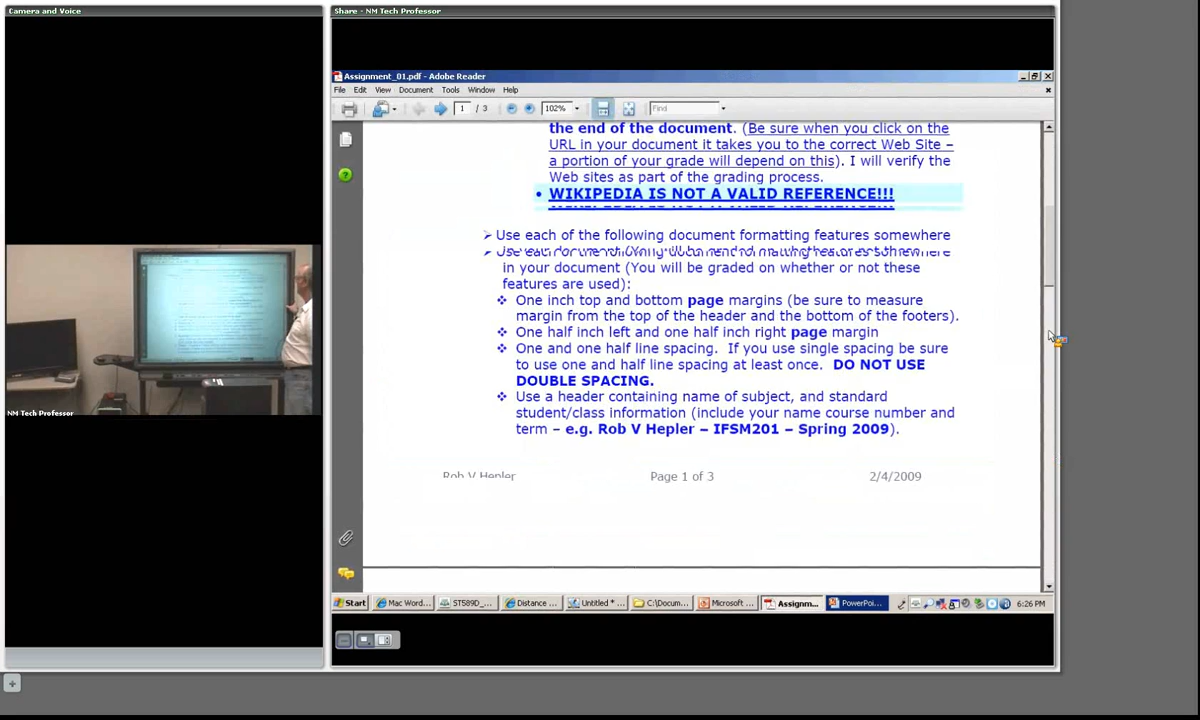 Camera and Voice
Share - NM Tech Professor
Assignment_01.pdf - Adobe Reader
File Edit View Document Tools Window Help
1 / 3 102% Find
the end of the document. (Be sure when you click on the
URL in your document it takes you to the correct Web Site –
a portion of your grade will depend on this). I will verify the
Web sites as part of the grading process.
• WIKIPEDIA IS NOT A VALID REFERENCE!!!
Use each of the following document formatting features somewhere
in your document (You will be graded on whether or not these
features are used):
One inch top and bottom page margins (be sure to measure
margin from the top of the header and the bottom of the footers).
One half inch left and one half inch right page margin
One and one half line spacing. If you use single spacing be sure
to use one and half line spacing at least once. DO NOT USE
DOUBLE SPACING.
Use a header containing name of subject, and standard
student/class information (include your name course number and
term – e.g. Rob V Hepler – IFSM201 – Spring 2009).
Rob V Hepler Page 1 of 3 2/4/2009
NM Tech Professor
Start Mac Word... ST589D_... Distance ... Untitled * ... C:\Docum... Microsoft ... Assignm... PowerPoi... 6:26 PM